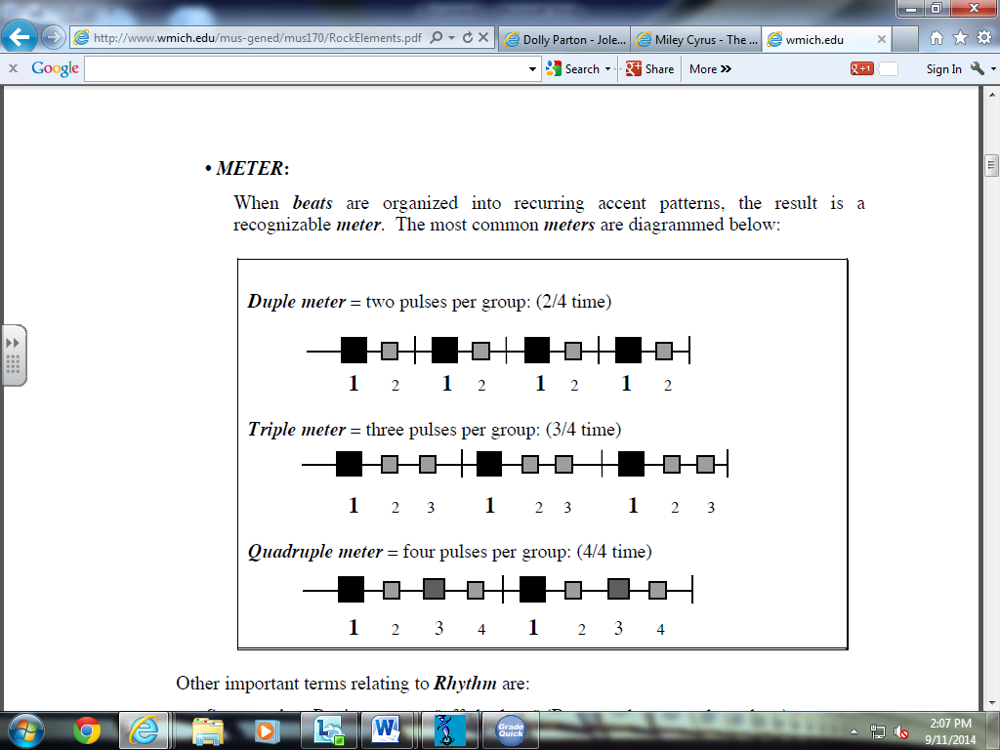 http://www.wmich.edu/mus-gened/mus170/RockElements.pdf
Dolly Parton - Jole...
Miley Cyrus - The ...
wmich.edu
x Google Search Share More »
+1 Sign In
• METER:
When beats are organized into recurring accent patterns, the result is a
recognizable meter. The most common meters are diagrammed below:
Duple meter = two pulses per group: (2/4 time)
1 2 1 2 1 2 1 2
Triple meter = three pulses per group: (3/4 time)
1 2 3 1 2 3 1 2 3
Quadruple meter = four pulses per group: (4/4 time)
1 2 3 4 1 2 3 4
Other important terms relating to Rhythm are:
Grade
Quick
2:07 PM
9/11/2014